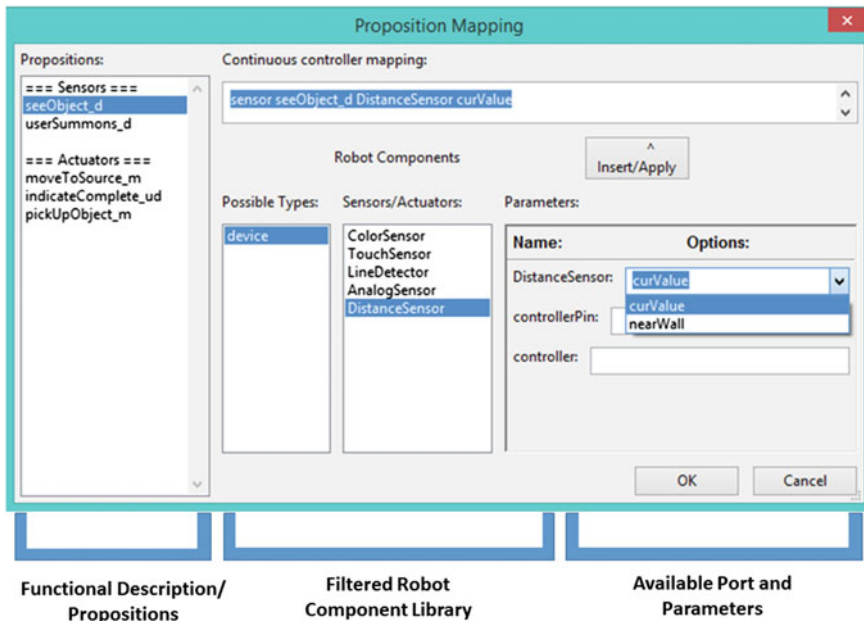 Proposition Mapping
x
Propositions:
=== Sensors ===
seeObject_d
userSummons_d
=== Actuators ===
moveToSource_m
indicateComplete_ud
pickUpObject_m
Continuous controller mapping:
sensor seeObject_d DistanceSensor curValue
Robot Components
^
Insert/Apply
Possible Types:
device
Sensors/Actuators:
ColorSensor
TouchSensor
LineDetector
AnalogSensor
DistanceSensor
Parameters:
Name: Options:
DistanceSensor: curValue
curValue
nearWall
controllerPin:
controller:
OK Cancel
Functional Description/
Propositions
Filtered Robot
Component Library
Available Port and
Parameters